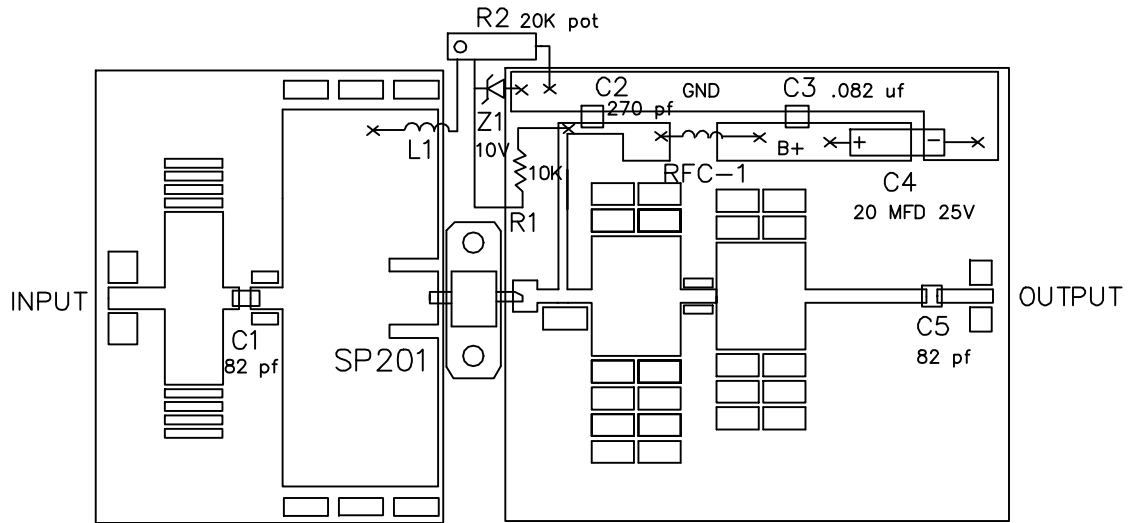 R2 20K pot
C2
GND
C3 .082 uf
270 pf
Z1
10V
L1
10K
B+
+
-
RFC-1
C4
R1
20 MFD 25V
INPUT
OUTPUT
C1
82 pf
SP201
C5
82 pf